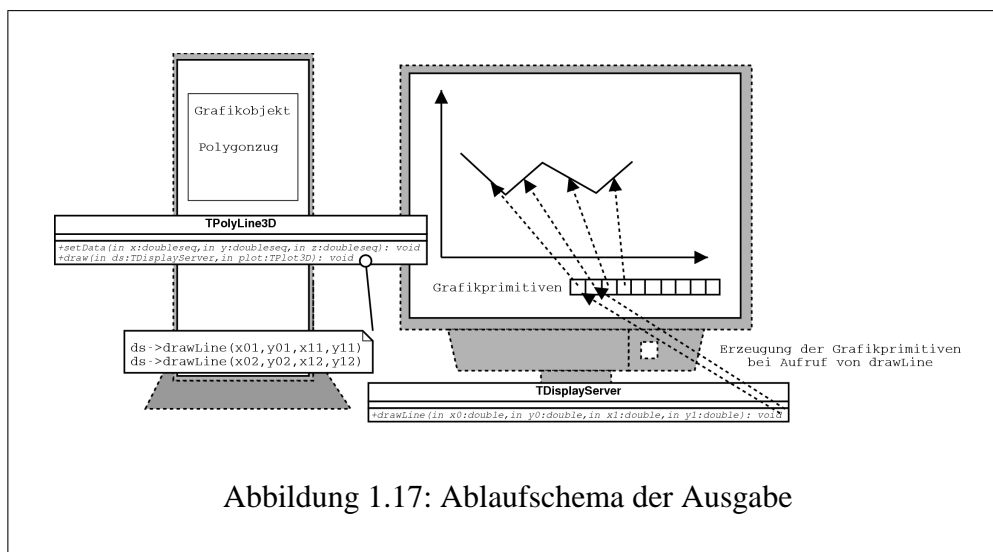 Grafikobjekt
Polygonzug
TPolyLine3D
+setData(in x:doubleseq,in y:doubleseq,in z:doubleseq): void
+draw(in ds:TDisplayServer,in plot:TPlot3D): void
ds->drawLine(x01,y01,x11,y11)
ds->drawLine(x02,y02,x12,y12)
Grafikprimitiven
Erzeugung der Grafikprimitiven
bei Aufruf von drawLine
TDisplayServer
+drawLine(in x0:double,in y0:double,in x1:double,in y1:double): void
Abbildung 1.17: Ablaufschema der Ausgabe